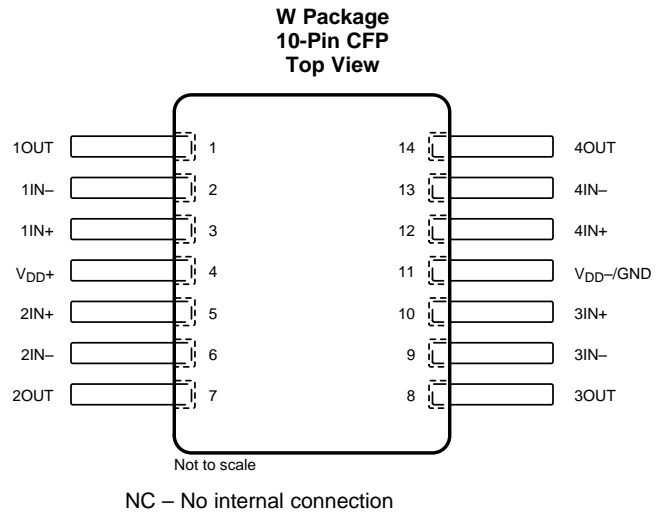 W Package
10-Pin CFP
Top View
1OUT 1 14 4OUT
1IN– 2 13 4IN–
1IN+ 3 12 4IN+
VDD+ 4 11 VDD–/GND
2IN+ 5 10 3IN+
2IN– 6 9 3IN–
2OUT 7 8 3OUT
Not to scale
NC – No internal connection